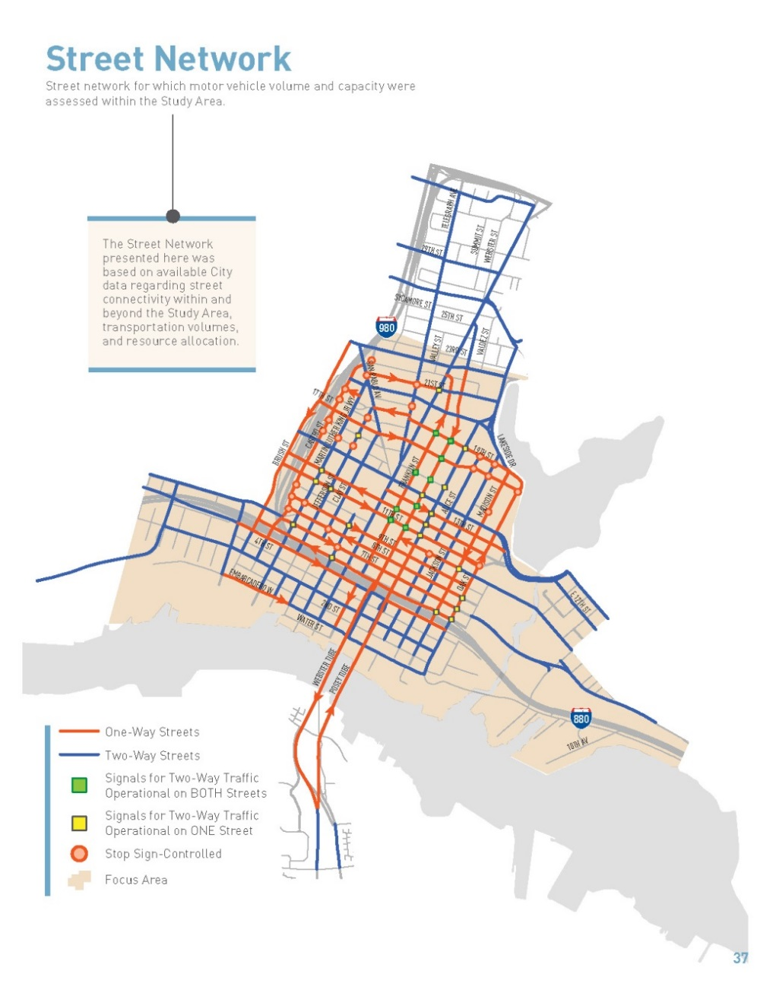 Street Network
Street network for which motor vehicle volume and capacity were
assessed within the Study Area.
The Street Network
presented here was
based on available City
data regarding street
connectivity within and
beyond the Study Area,
transportation volumes,
and resource allocation.
TELEGRAPH AVE
SUMMIT ST
WEBSTER ST
29TH ST
SYCAMORE ST
25TH ST
980
VALLEY ST
23RD ST
VALDEZ ST
SAN PABLO AV
21ST ST
17TH ST
MARTIN LUTHER KING JR WY
CASTRO ST
BRUSH ST
LAKESIDE DR
19TH ST
FRANKLIN ST
JEFFERSON ST
CLAY ST
ALICE ST
MADISON ST
11TH ST
13TH ST
9TH ST
8TH ST
7TH ST
4TH ST
JACKSON ST
OAK ST
EMBARCADERO W
2ND ST
WATER ST
E 12TH ST
WEBSTER TUBE
POSEY TUBE
880
10TH AV
One-Way Streets
Two-Way Streets
Signals for Two-Way Traffic
Operational on BOTH Streets
Signals for Two-Way Traffic
Operational on ONE Street
Stop Sign-Controlled
Focus Area
37